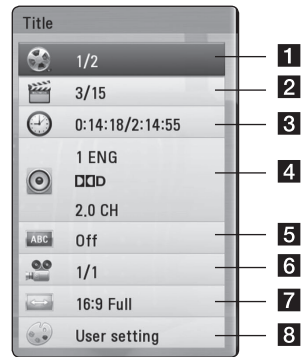 Title
1/2 1
3/15 2
0:14:18/2:14:55 3
1 ENG
DD D
2.0 CH 4
ABC Off 5
1/1 6
16:9 Full 7
User setting 8